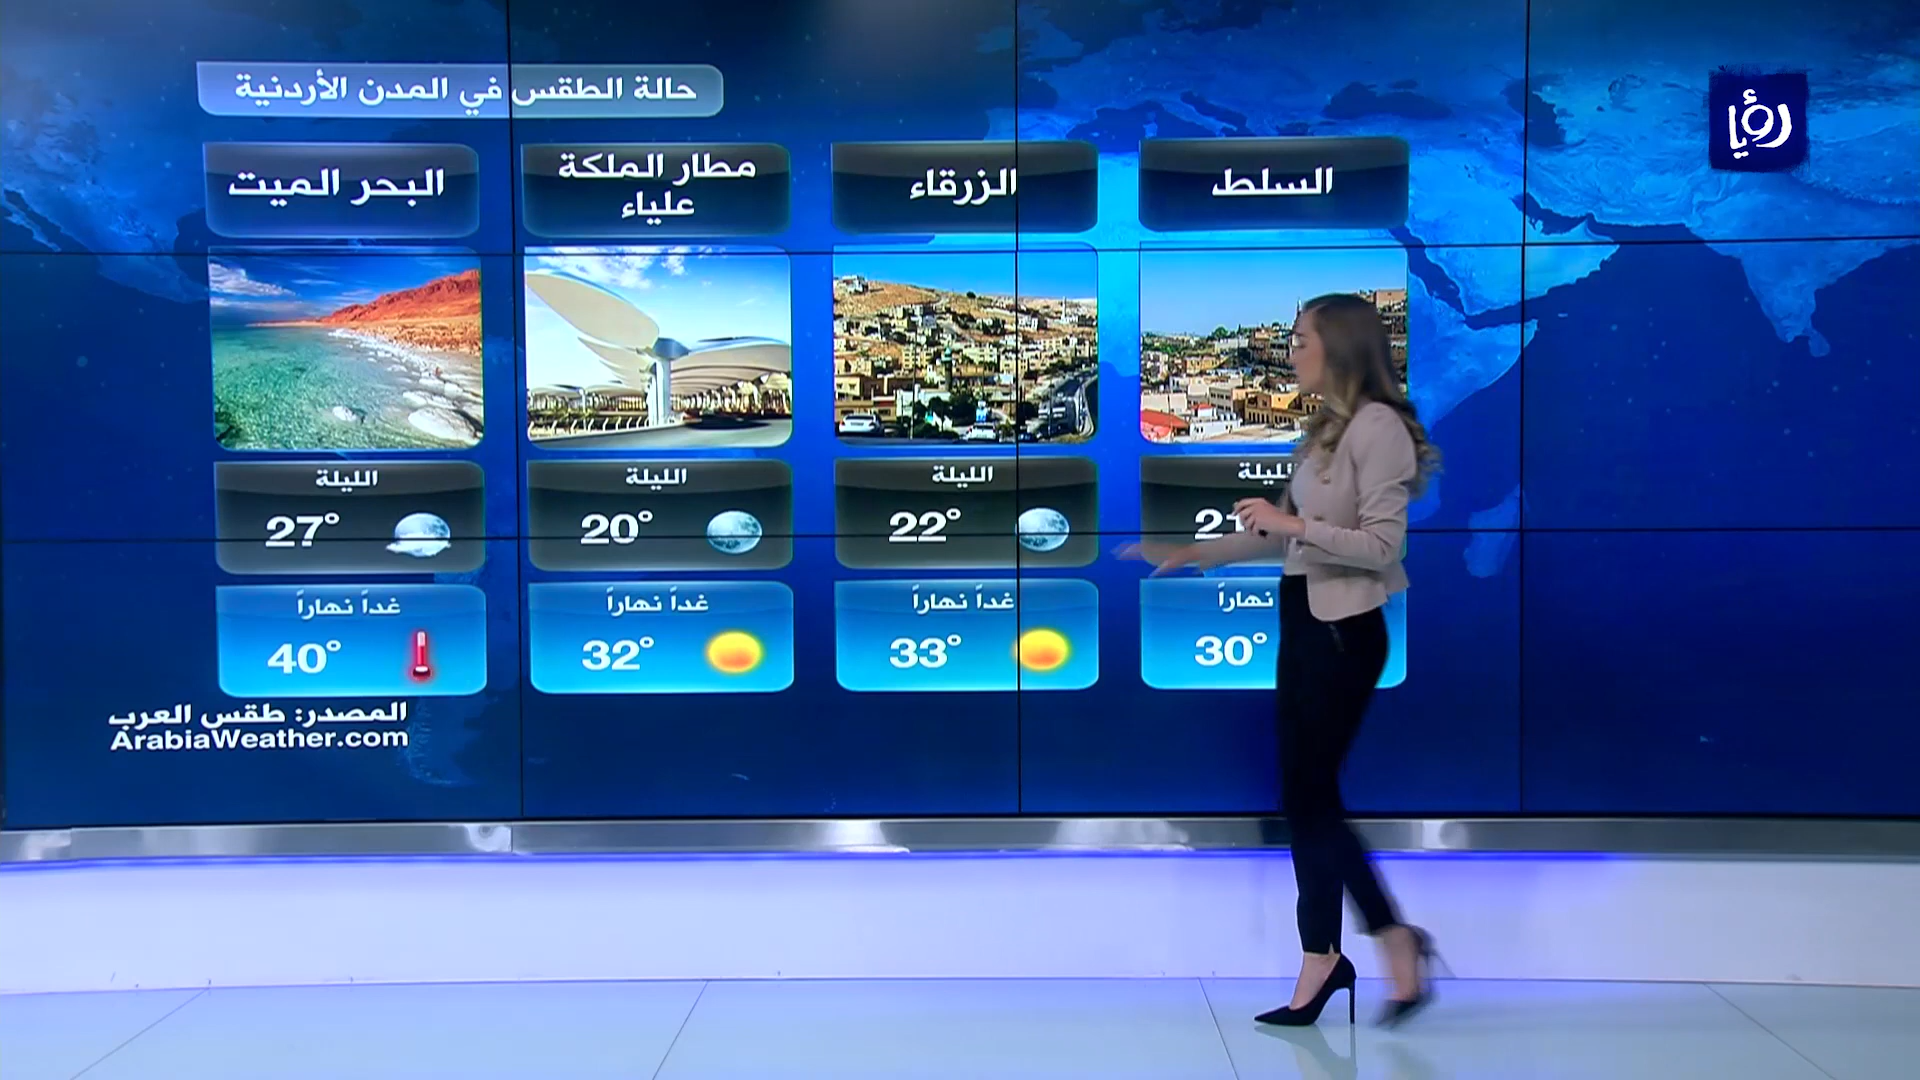 حالة الطقس في المدن الأردنية
رؤيا
السلط
الزرقاء
مطار الملكة
علياء
البحر الميت
الليلة
الليلة
الليلة
22°
20°
27°
نهاراً
غداً نهاراً
غداً نهاراً
غداً نهاراً
30°
33°
32°
40°
المصدر: طقس العرب
ArabiaWeather.com